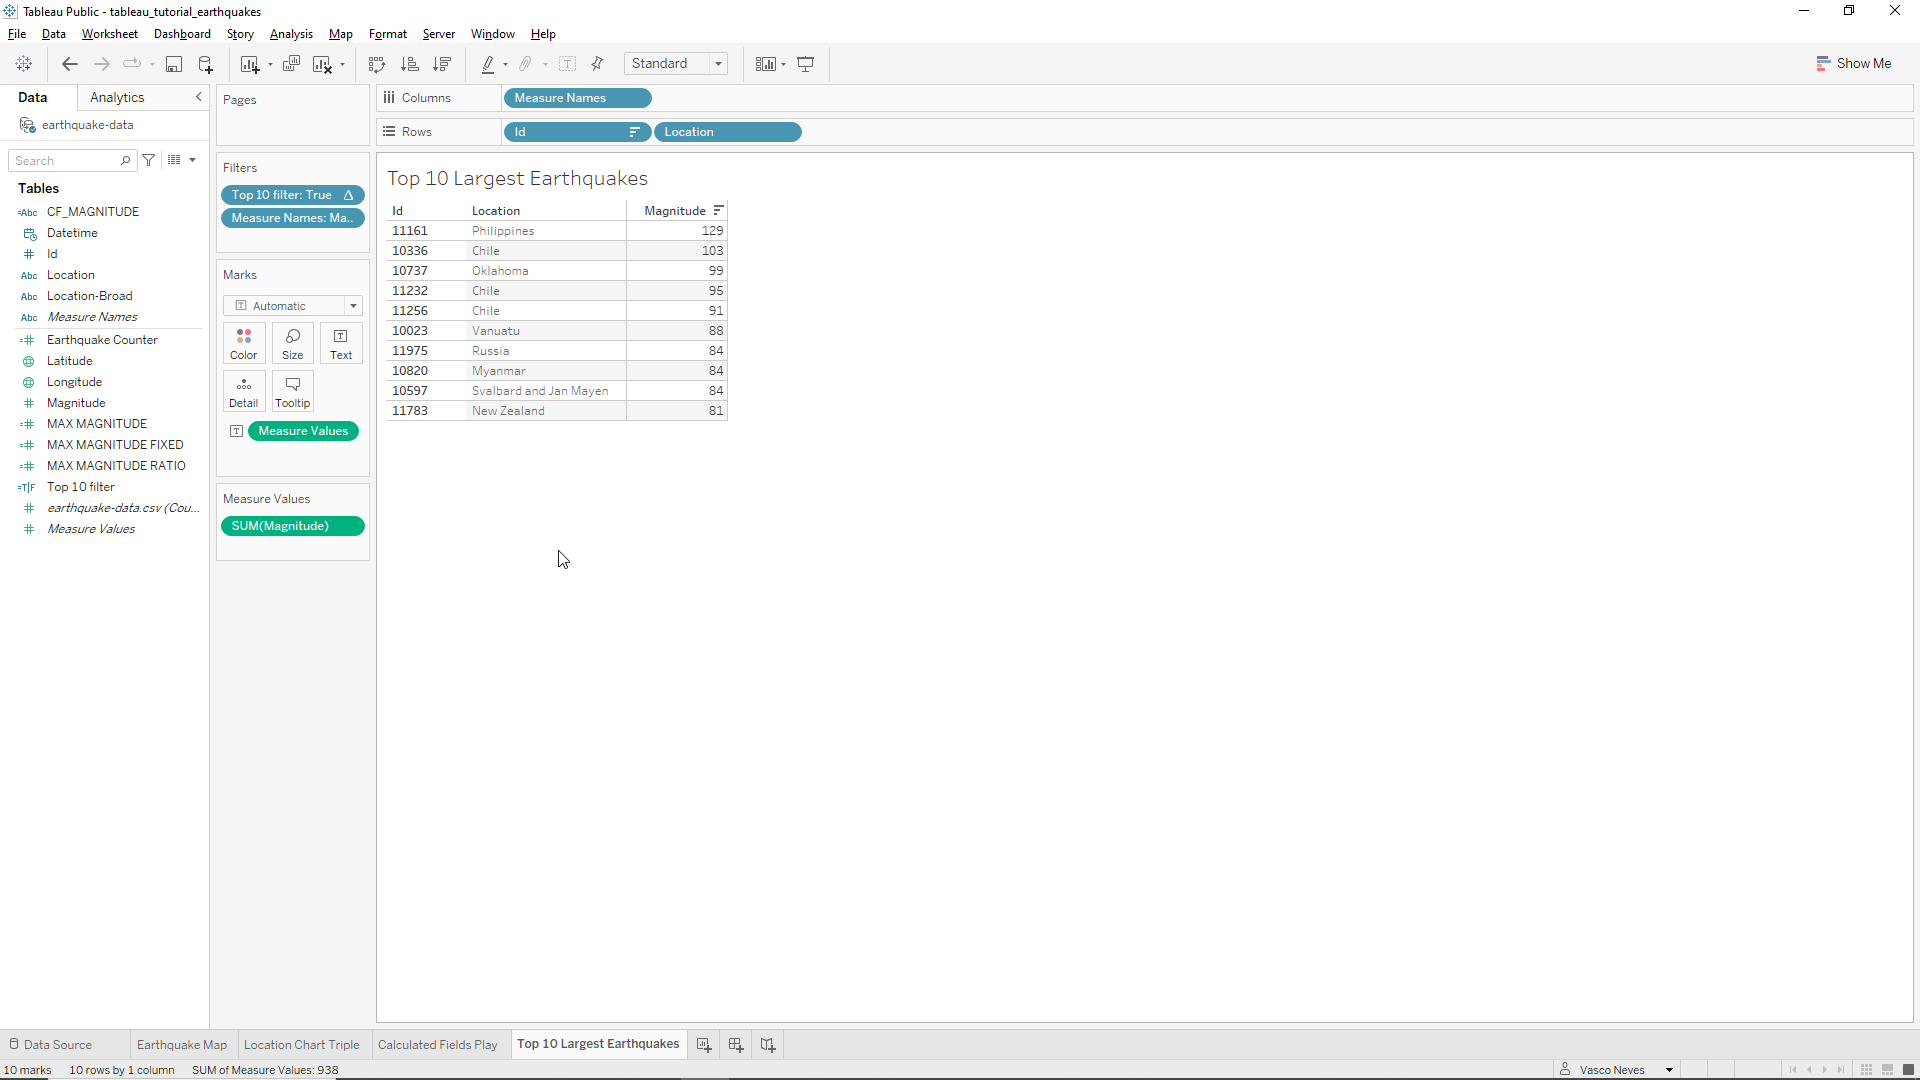 Tableau Public - tableau_tutorial_earthquakes
File Data Worksheet Dashboard Story Analysis Map Format Server Window Help
Standard
Show Me
Data Analytics
earthquake-data
Search
Tables
=Abc CF_MAGNITUDE
Datetime
# Id
Abc Location
Abc Location-Broad
Abc Measure Names
=# Earthquake Counter
Latitude
Longitude
# Magnitude
=# MAX MAGNITUDE
=# MAX MAGNITUDE FIXED
=# MAX MAGNITUDE RATIO
=T|F Top 10 filter
# earthquake-data.csv (Cou...
# Measure Values
Pages
Filters
Top 10 filter: True
Measure Names: Ma..
Marks
Automatic
Color Size Text
Detail Tooltip
Measure Values
Measure Values
SUM(Magnitude)
Columns Measure Names
Rows Id Location
Top 10 Largest Earthquakes
Id Location Magnitude
11161 Philippines 129
10336 Chile 103
10737 Oklahoma 99
11232 Chile 95
11256 Chile 91
10023 Vanuatu 88
11975 Russia 84
10820 Myanmar 84
10597 Svalbard and Jan Mayen 84
11783 New Zealand 81
Data Source Earthquake Map Location Chart Triple Calculated Fields Play Top 10 Largest Earthquakes
10 marks 10 rows by 1 column SUM of Measure Values: 938 Vasco Neves